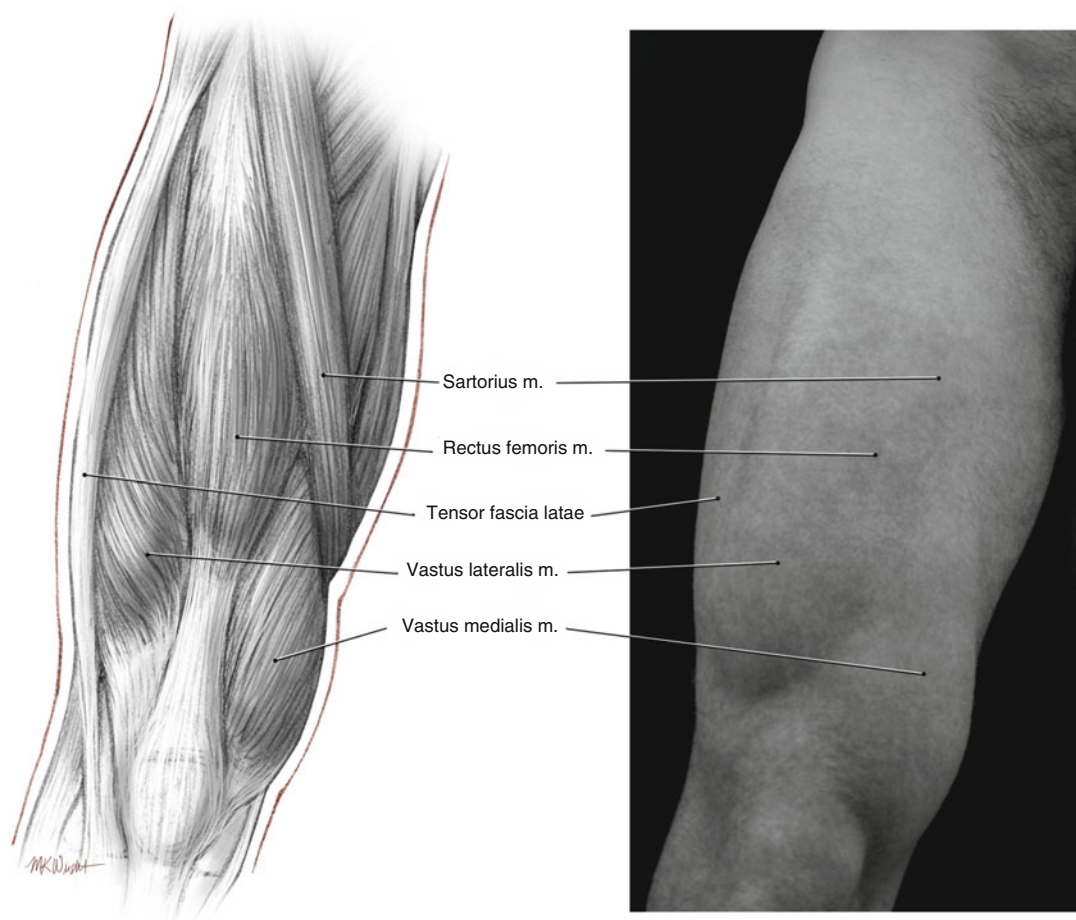 Sartorius m.
Rectus femoris m.
Tensor fascia latae
Vastus lateralis m.
Vastus medialis m.